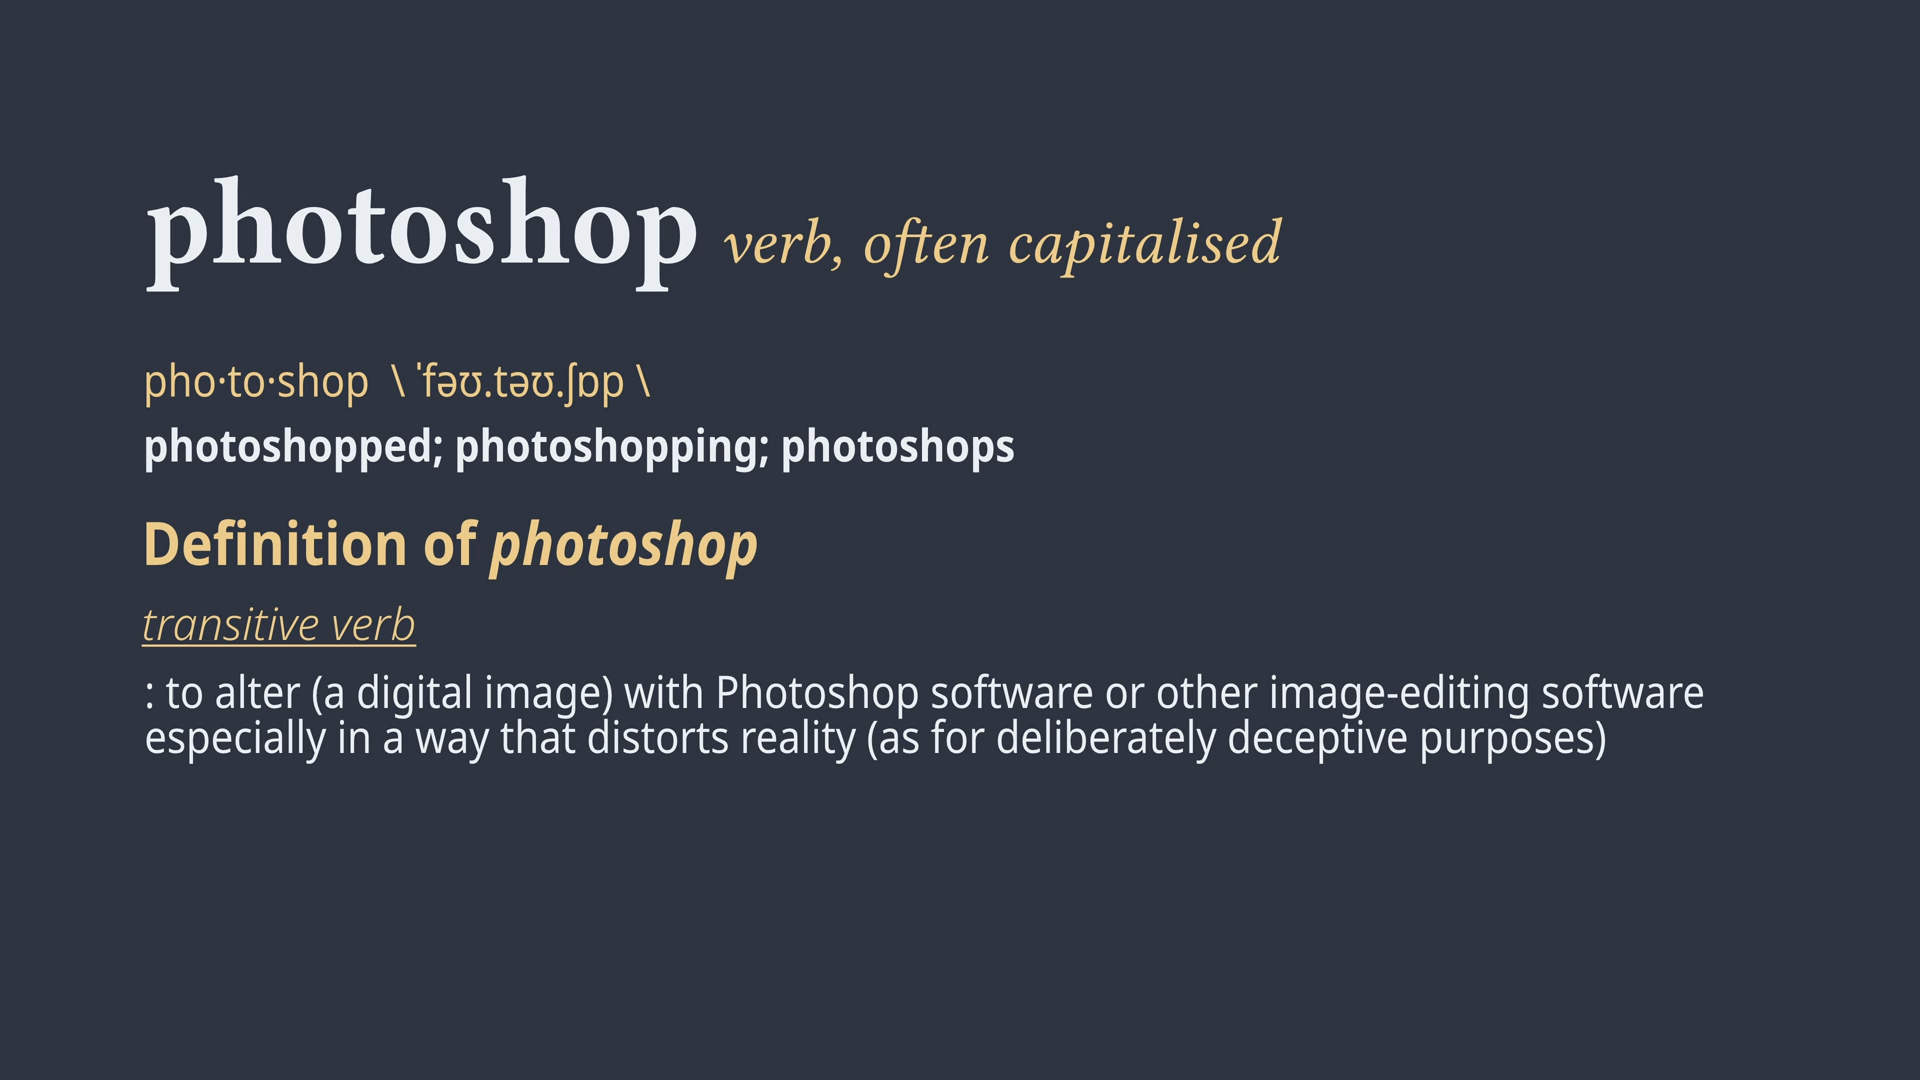 photoshop verb, often capitalised
pho·to·shop \ ˈfəʊ.təʊ.ʃɒp \
photoshopped; photoshopping; photoshops
Definition of photoshop
transitive verb
: to alter (a digital image) with Photoshop software or other image-editing software
especially in a way that distorts reality (as for deliberately deceptive purposes)